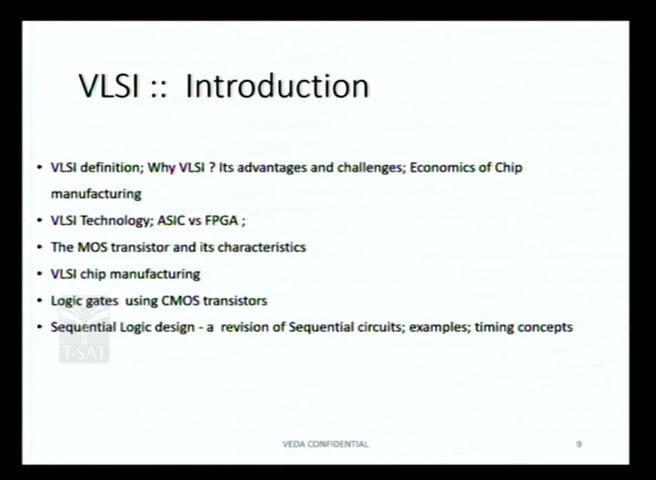 VLSI :: Introduction
• VLSI definition; Why VLSI ? Its advantages and challenges; Economics of Chip
manufacturing
• VLSI Technology; ASIC vs FPGA ;
• The MOS transistor and its characteristics
• VLSI chip manufacturing
• Logic gates using CMOS transistors
• Sequential Logic design - a revision of Sequential circuits; examples; timing concepts
T-SAT
VEDA CONFIDENTIAL
9